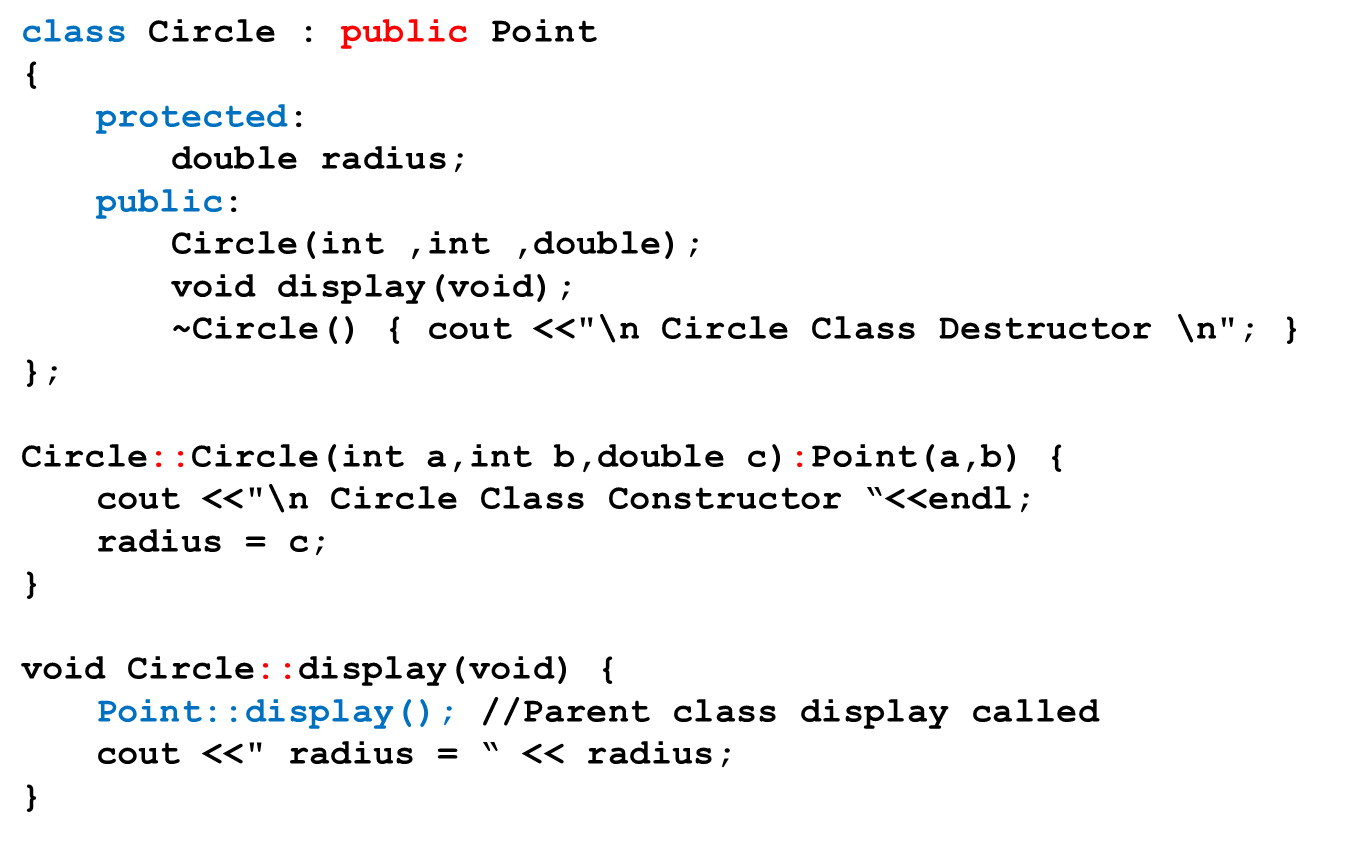 class Circle : public Point
{
protected:
double radius;
public:
Circle(int ,int ,double);
void display(void);
~Circle() { cout <<"\n Circle Class Destructor \n"; }
};
Circle::Circle(int a,int b,double c):Point(a,b) {
cout <<"\n Circle Class Constructor “<<endl;
radius = c;
}
void Circle::display(void) {
Point::display(); //Parent class display called
cout <<" radius = “ << radius;
}